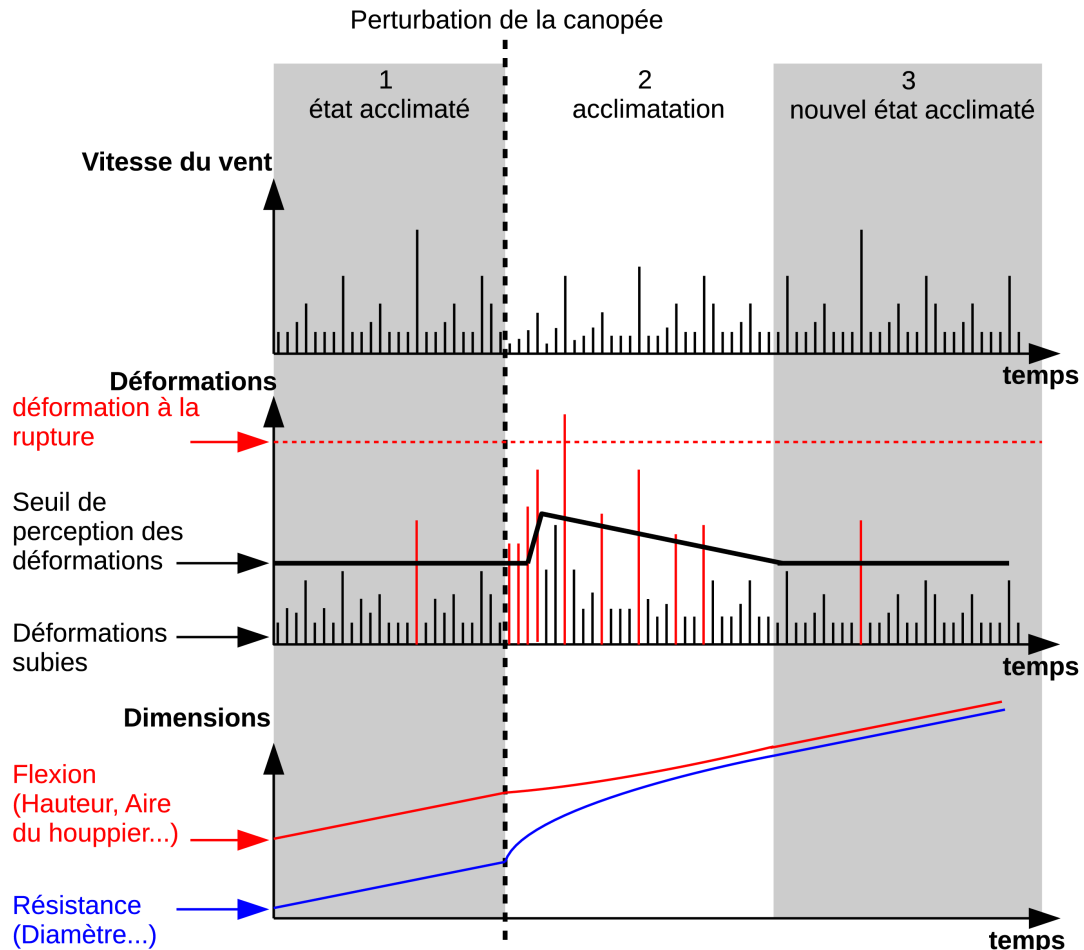 Perturbation de la canopée
1
état acclimaté
2
acclimatation
3
nouvel état acclimaté
Vitesse du vent
temps
Déformations
déformation à la
rupture
Seuil de
perception des
déformations
Déformations
subies
temps
Dimensions
Flexion
(Hauteur, Aire
du houppier...)
Résistance
(Diamètre...)
temps